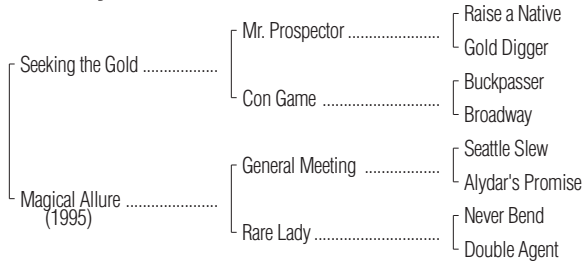 Raise a Native
Mr. Prospector ......................
Gold Digger
Seeking the Gold ..................
Buckpasser
Con Game ............................
Broadway
Seattle Slew
General Meeting ..................
Alydar's Promise
Magical Allure ......................
(1995)
Never Bend
Rare Lady ..............................
Double Agent